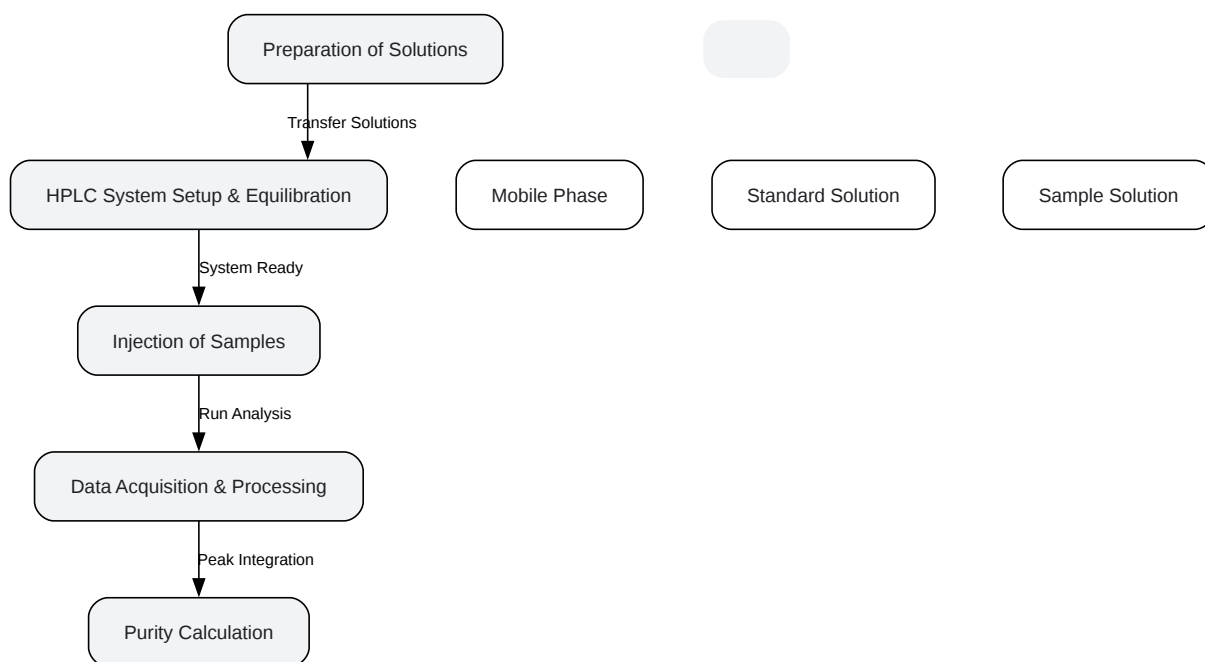 Preparation of Solutions
Transfer Solutions
HPLC System Setup & Equilibration
Mobile Phase
Standard Solution
Sample Solution
System Ready
Injection of Samples
Run Analysis
Data Acquisition & Processing
Peak Integration
Purity Calculation